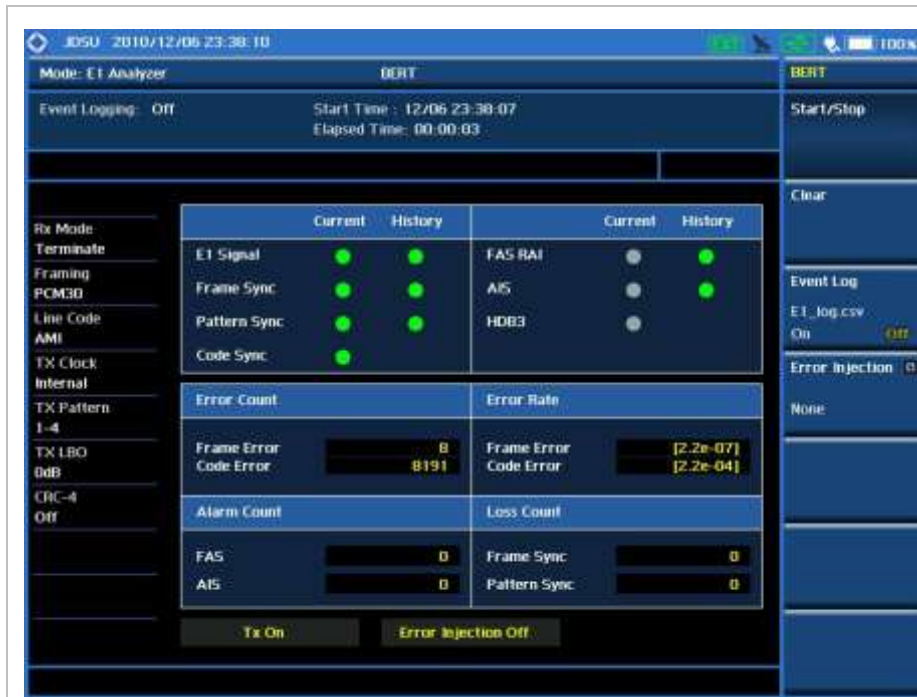 JDSU 2010/12/06 23:38:10
100%
Mode: E1 Analyzer BERT
Event Logging: Off
Start Time : 12/06 23:38:07
Elapsed Time: 00:00:03
Rx Mode
Terminate
Framing
PCM30
Line Code
AMI
TX Clock
Internal
TX Pattern
1-4
TX LBO
0dB
CRC-4
Off
Current History Current History
E1 Signal FAS RAI
Frame Sync AIS
Pattern Sync HDB3
Code Sync
Error Count Error Rate
Frame Error 8 Frame Error [2.2e-07]
Code Error 8191 Code Error [2.2e-04]
Alarm Count Loss Count
FAS 0 Frame Sync 0
AIS 0 Pattern Sync 0
Tx On Error Injection Off
BERT
Start/Stop
Clear
Event Log
E1_log.csv
On Off
Error Injection
None